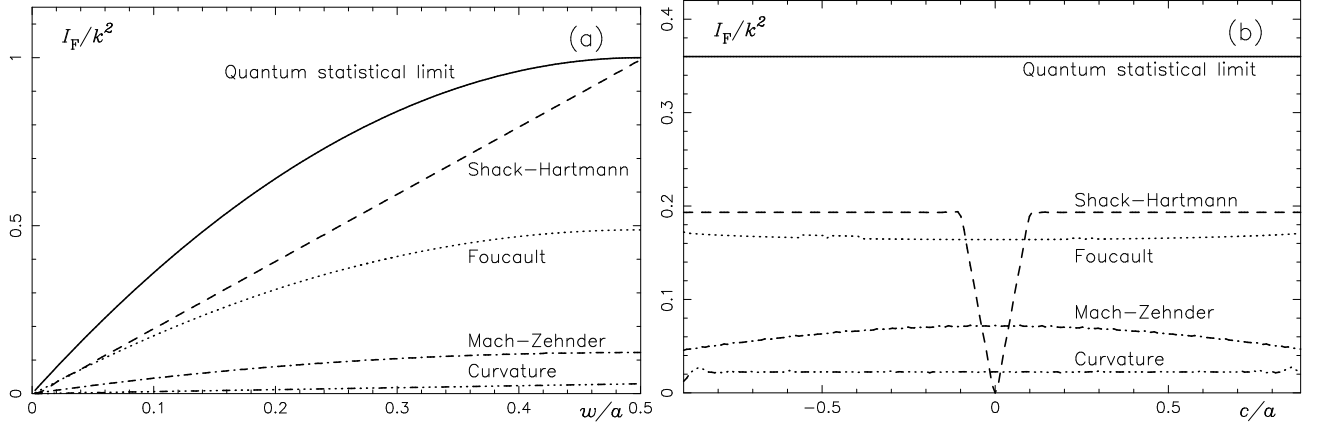 I_F/k²
(a)
Quantum statistical limit
Shack−Hartmann
Foucault
Mach−Zehnder
Curvature
1
0.5
0
0
0.1
0.2
0.3
0.4
w/a
0.5
I_F/k²
(b)
Quantum statistical limit
Shack−Hartmann
Foucault
Mach−Zehnder
Curvature
0.4
0.3
0.2
0.1
0
−0.5
0
0.5
c/a